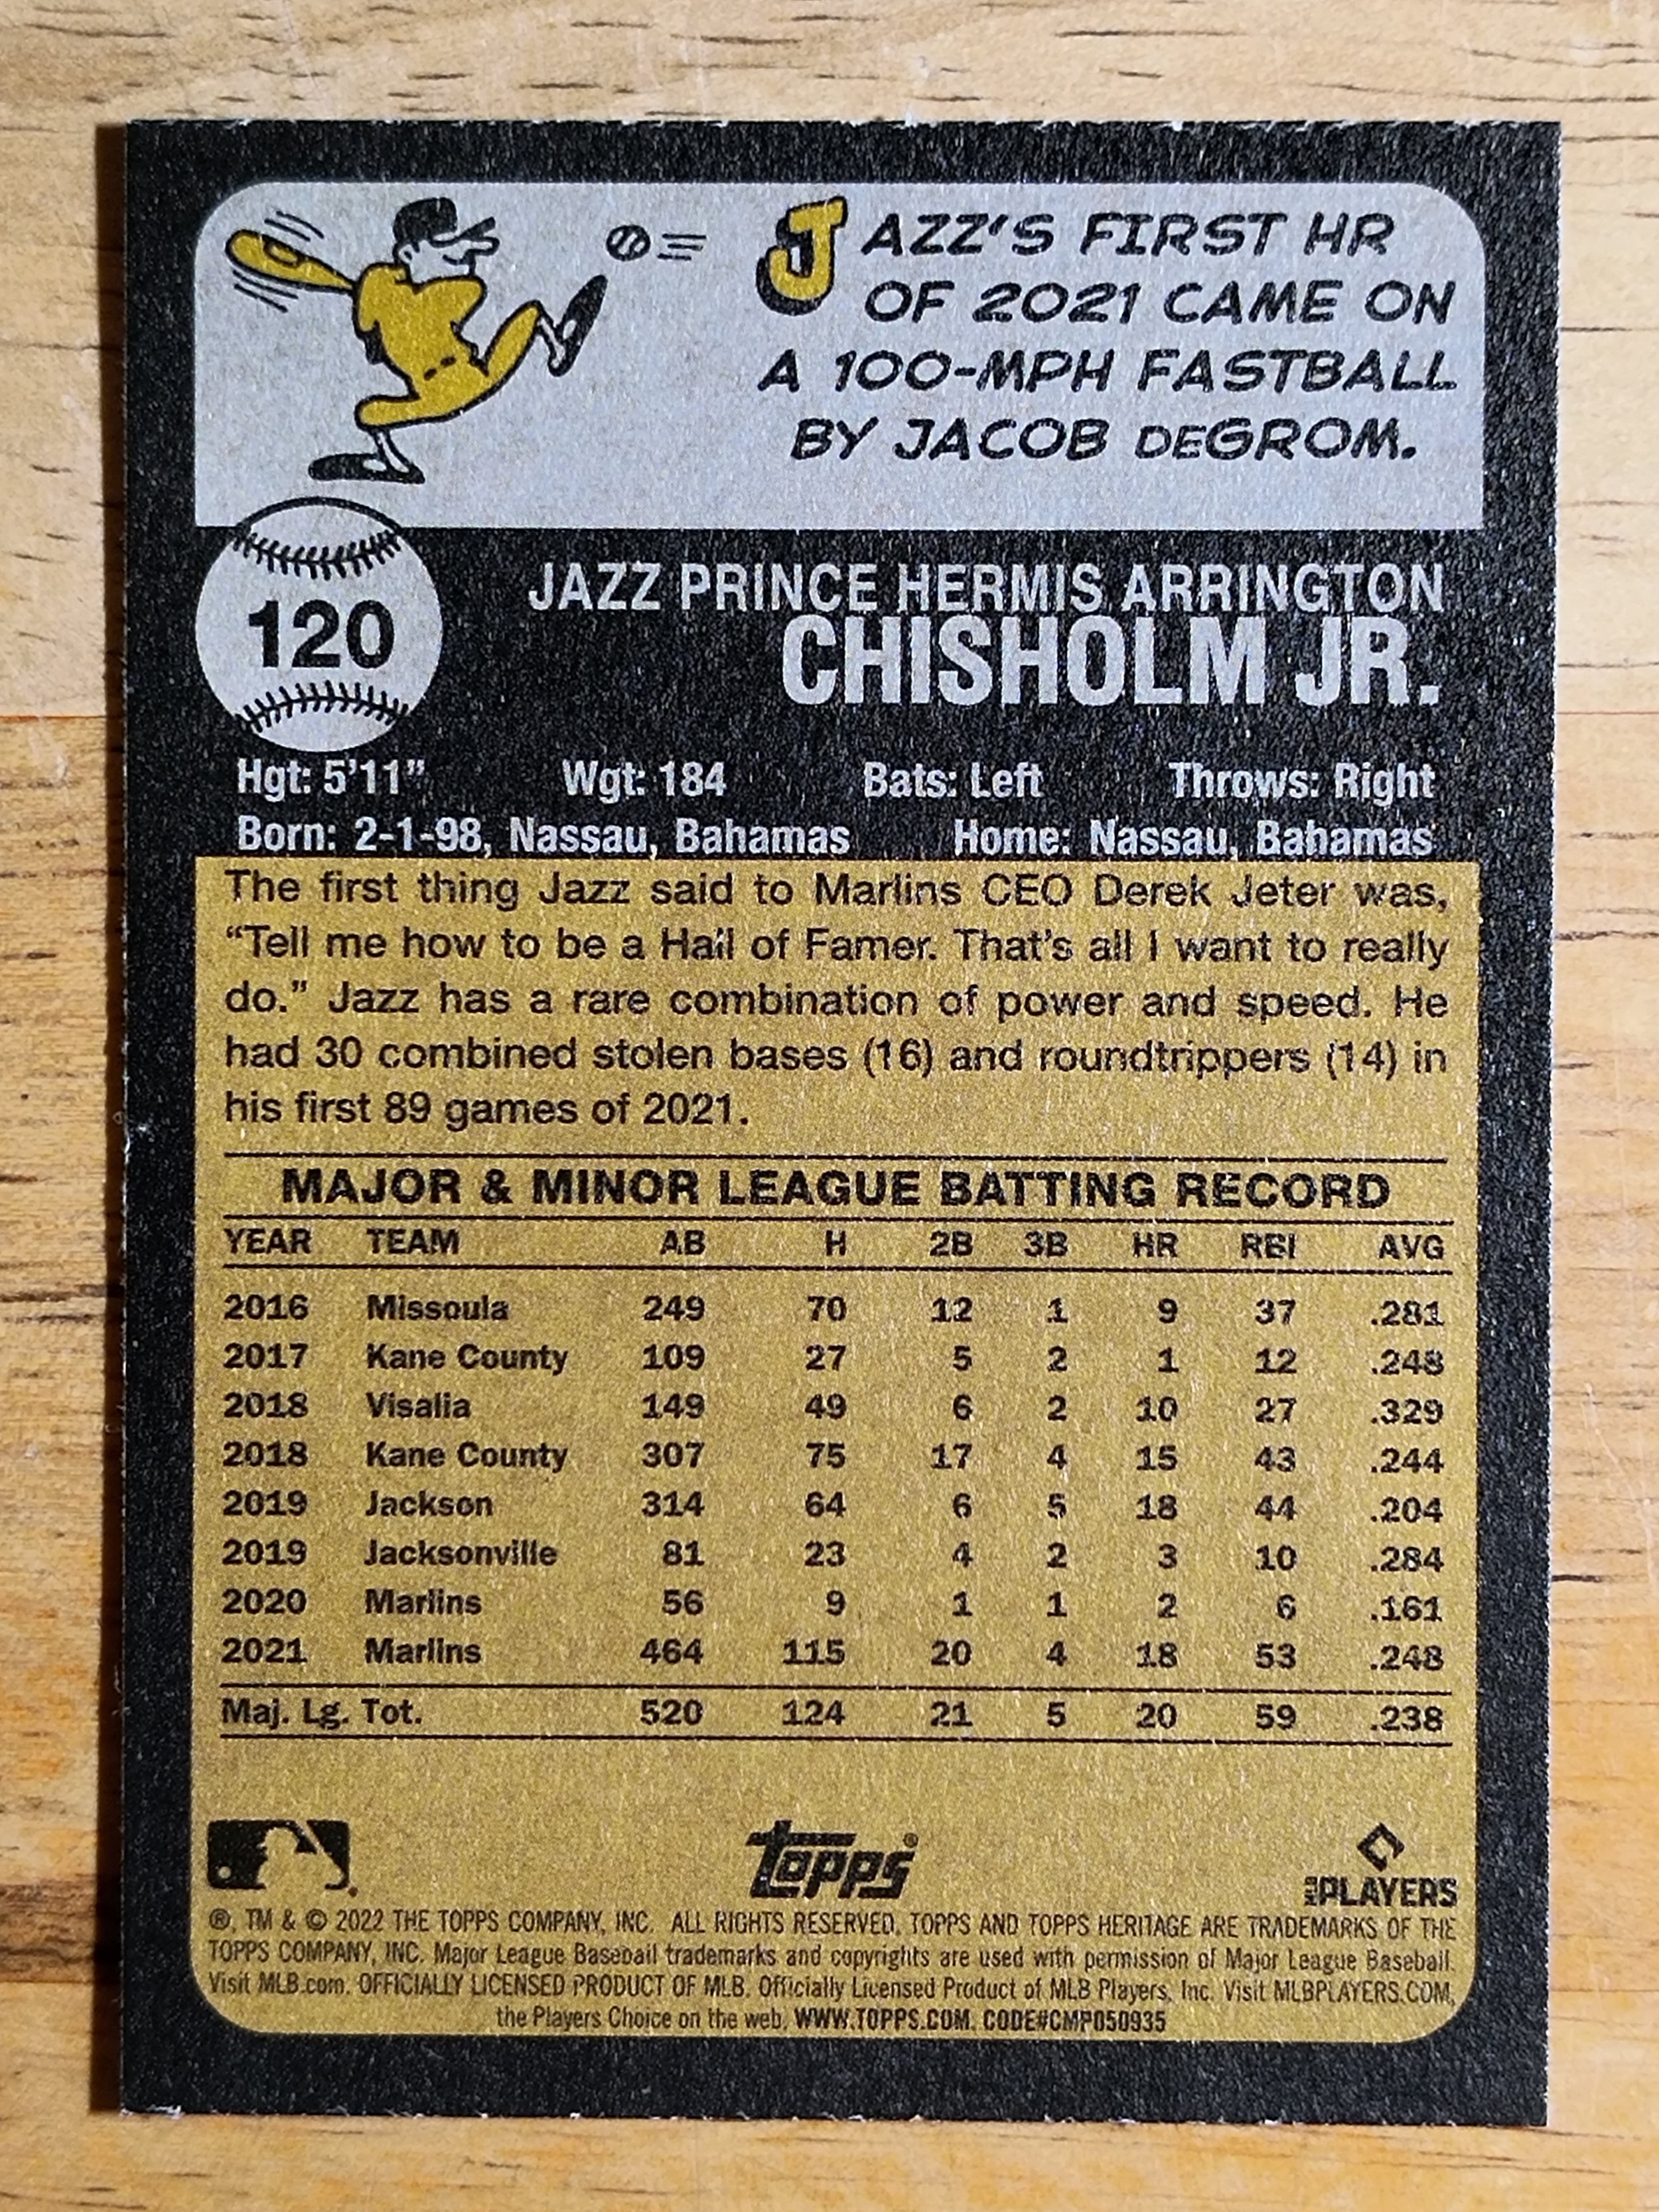 JAZZ'S FIRST HR
OF 2021 CAME ON
A 100-MPH FASTBALL
BY JACOB DEGROM.
120
JAZZ PRINCE HERMIS ARRINGTON
CHISHOLM JR.
Hgt: 5'11" Wgt: 184 Bats: Left Throws: Right
Born: 2-1-98, Nassau, Bahamas Home: Nassau, Bahamas
The first thing Jazz said to Marlins CEO Derek Jeter was,
“Tell me how to be a Hall of Famer. That's all I want to really
do.” Jazz has a rare combination of power and speed. He
had 30 combined stolen bases (16) and roundtrippers (14) in
his first 89 games of 2021.
MAJOR & MINOR LEAGUE BATTING RECORD
YEAR TEAM AB H 2B 3B HR RBI AVG
2016 Missoula 249 70 12 1 9 37 .281
2017 Kane County 109 27 5 2 1 12 .248
2018 Visalia 149 49 6 2 10 27 .329
2018 Kane County 307 75 17 4 15 43 .244
2019 Jackson 314 64 6 5 18 44 .204
2019 Jacksonville 81 23 4 2 3 10 .284
2020 Marlins 56 9 1 1 2 6 .161
2021 Marlins 464 115 20 4 18 53 .248
Maj. Lg. Tot. 520 124 21 5 20 59 .238
topps®
MLB PLAYERS
®, TM & © 2022 THE TOPPS COMPANY, INC. ALL RIGHTS RESERVED. TOPPS AND TOPPS HERITAGE ARE TRADEMARKS OF THE
TOPPS COMPANY, INC. Major League Baseball trademarks and copyrights are used with permission of Major League Baseball.
Visit MLB.com. OFFICIALLY LICENSED PRODUCT OF MLB. Officially Licensed Product of MLB Players, Inc. Visit MLBPLAYERS.COM,
the Players Choice on the web. WWW.TOPPS.COM. CODE#CMP050935